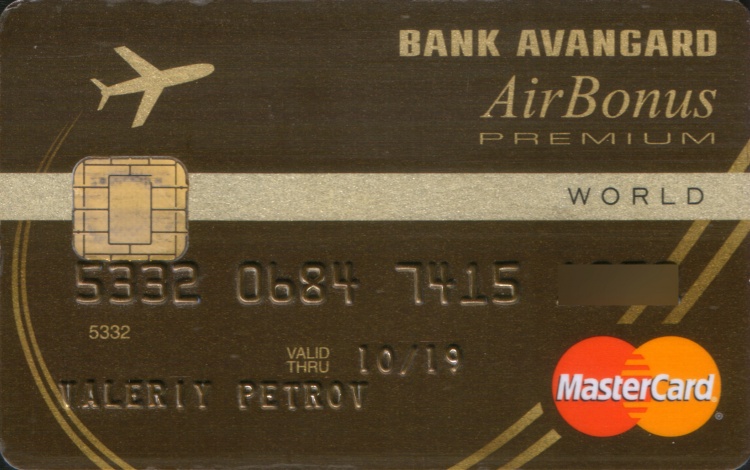 BANK AVANGARD
AirBonus
PREMIUM
WORLD
5332 0684 7415
5332
VALID THRU 10/19
VALERIY PETROV
MasterCard